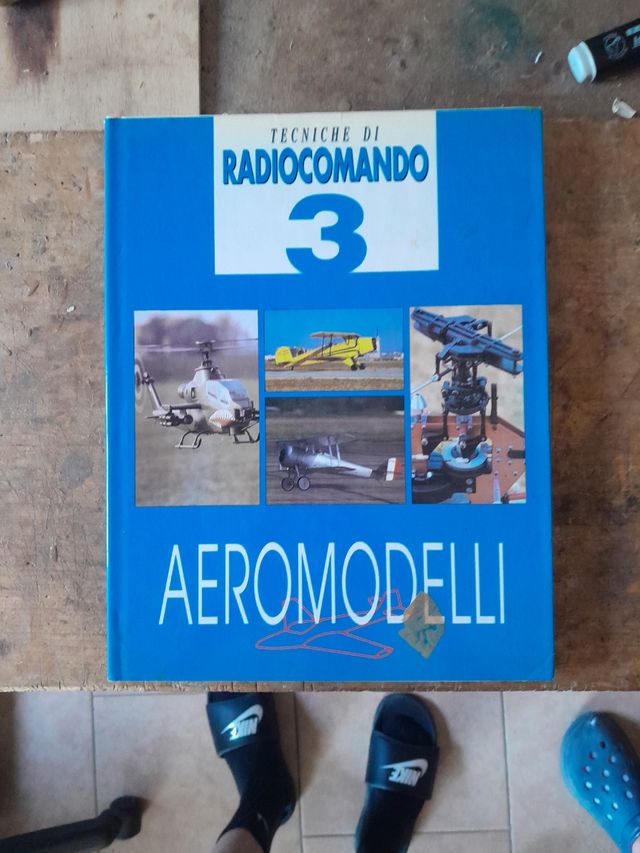 TECNICHE DI
RADIOCOMANDO
3
AEROMODELLI
NIKE
NIKE